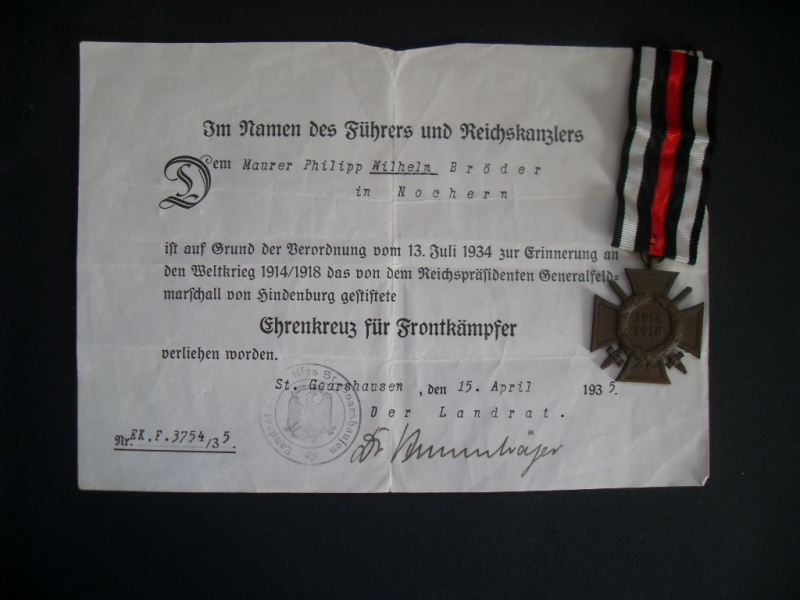 Im Namen des Führers und Reichskanzlers
Dem Maurer Philipp Wilhelm Bröder
in Nochern
ist auf Grund der Verordnung vom 13. Juli 1934 zur Erinnerung an
den Weltkrieg 1914/1918 das von dem Reichspräsidenten Generalfeld-
marschall von Hindenburg gestiftete
Ehrenkreuz für Frontkämpfer
verliehen worden.
St. Goarshausen, den 15. April 1935.
Der Landrat.
Nr. EK.F.3754/35.
Dr
1914
1918